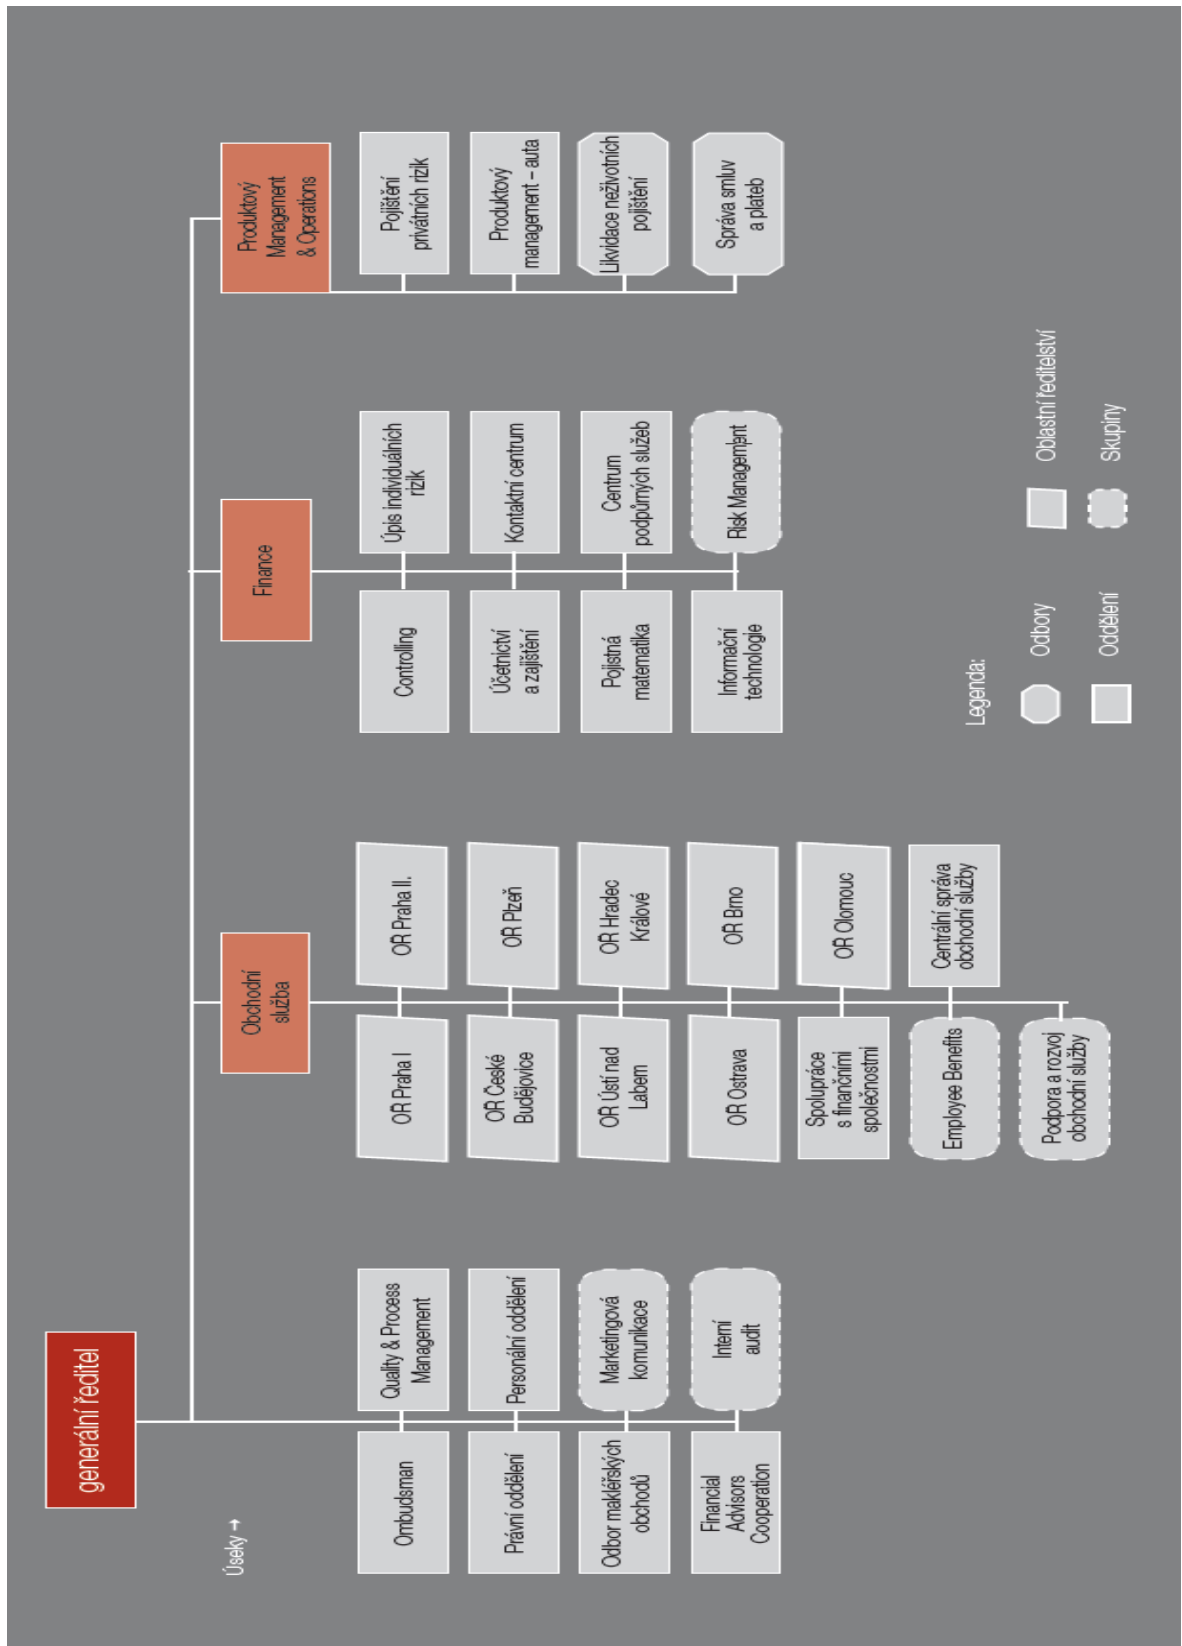 generální ředitel
Úseky →
Obchodní
služba
Finance
Produktový
Management
& Operations
Ombudsman
Quality & Process
Management
Právní oddělení
Personální oddělení
Odbor makléřských
obchodů
Marketingová
komunikace
Financial
Advisors
Cooperation
Interní
audit
OŘ Praha I
OŘ Praha II.
OŘ České
Budějovice
OŘ Plzeň
OŘ Ústí nad
Labem
OŘ Hradec
Králové
OŘ Ostrava
OŘ Brno
Spolupráce
s finančními
společnostmi
OŘ Olomouc
Employee Benefits
Centrální správa
obchodní služby
Podpora a rozvoj
obchodní služby
Controlling
Úpis individuálních
rizik
Účetnictví
a zajištění
Kontaktní centrum
Pojistná
matematika
Centrum
podpůrných služeb
Informační
technologie
Risk Management
Pojištění
privátních rizik
Produktový
management – auta
Likvidace neživotních
pojištění
Správa smluv
a plateb
Legenda:
Odbory
Oblastní ředitelství
Oddělení
Skupiny